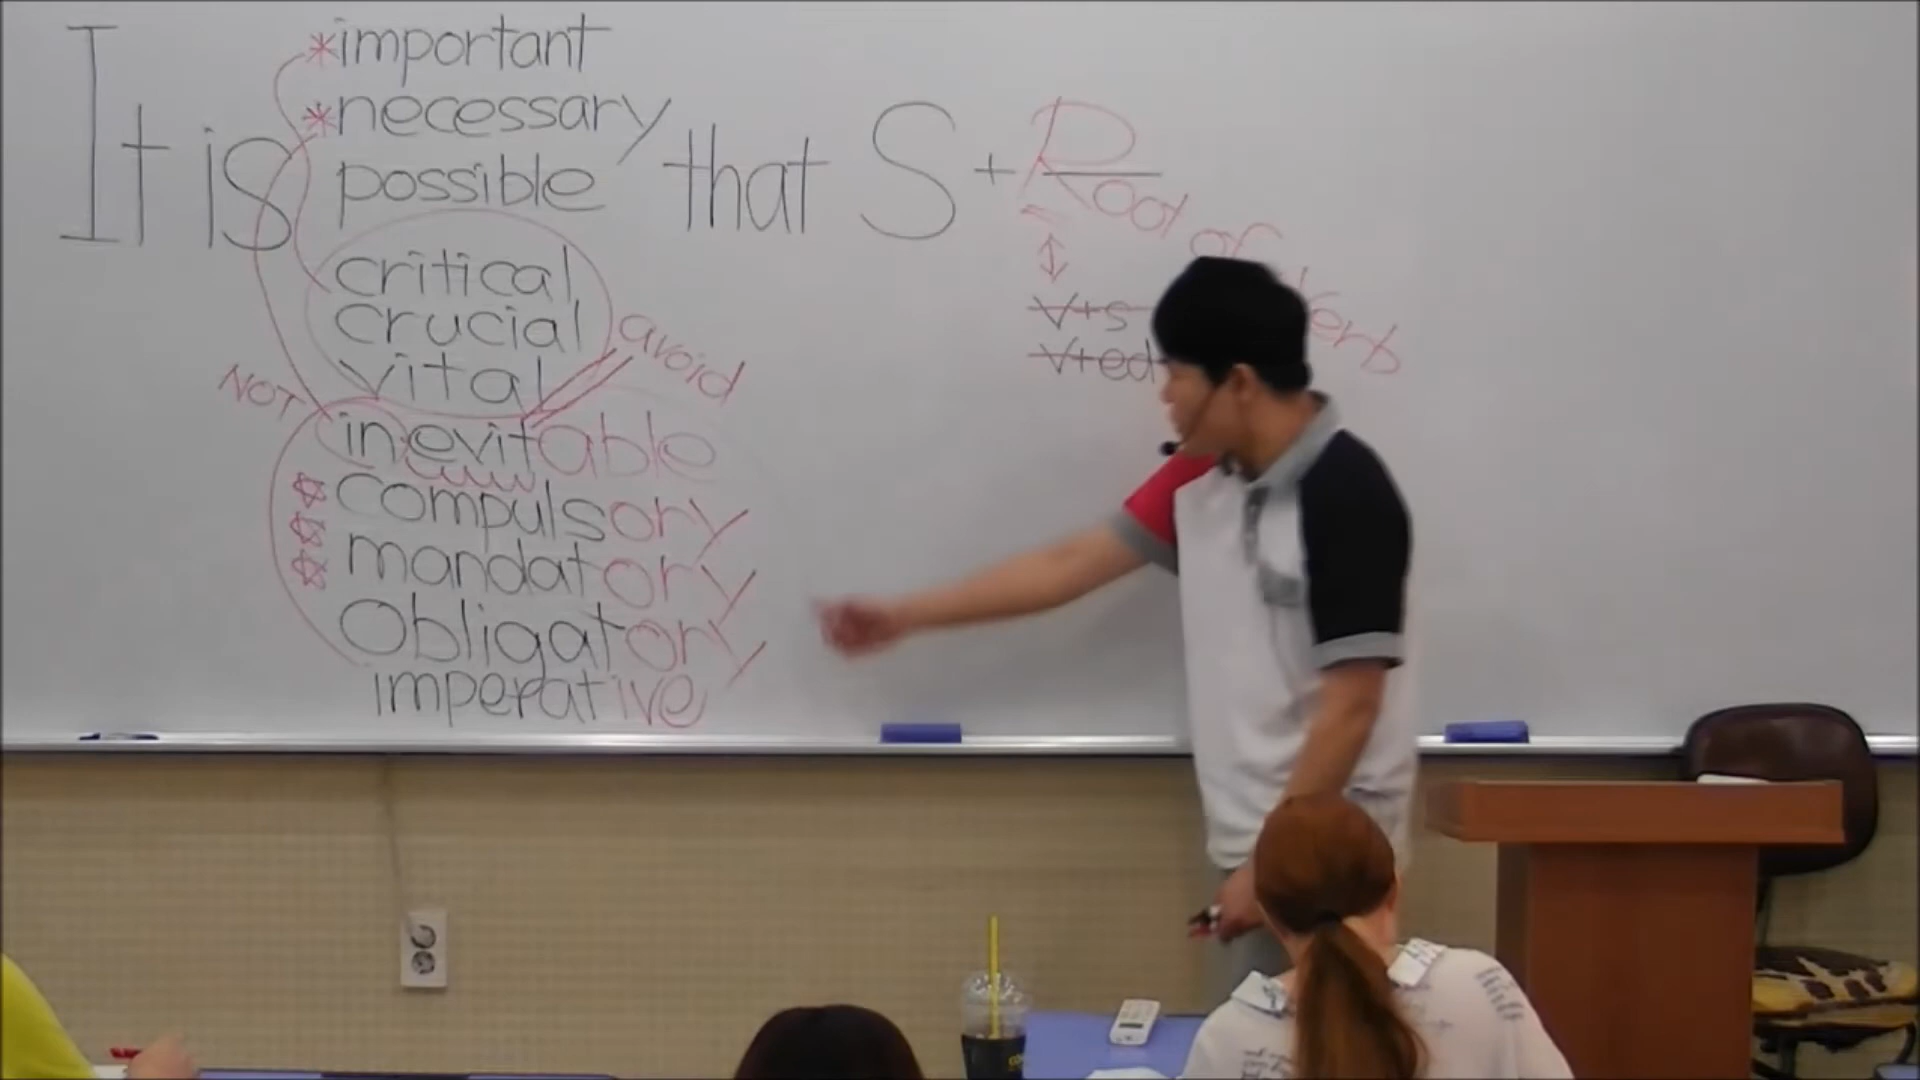 *important
*necessary
possible
It is
that S + Root of verb
critical
crucial
vital
avoid
V+s
V+ed
NOT
inevitable
compulsory
mandatory
Obligatory
imperative